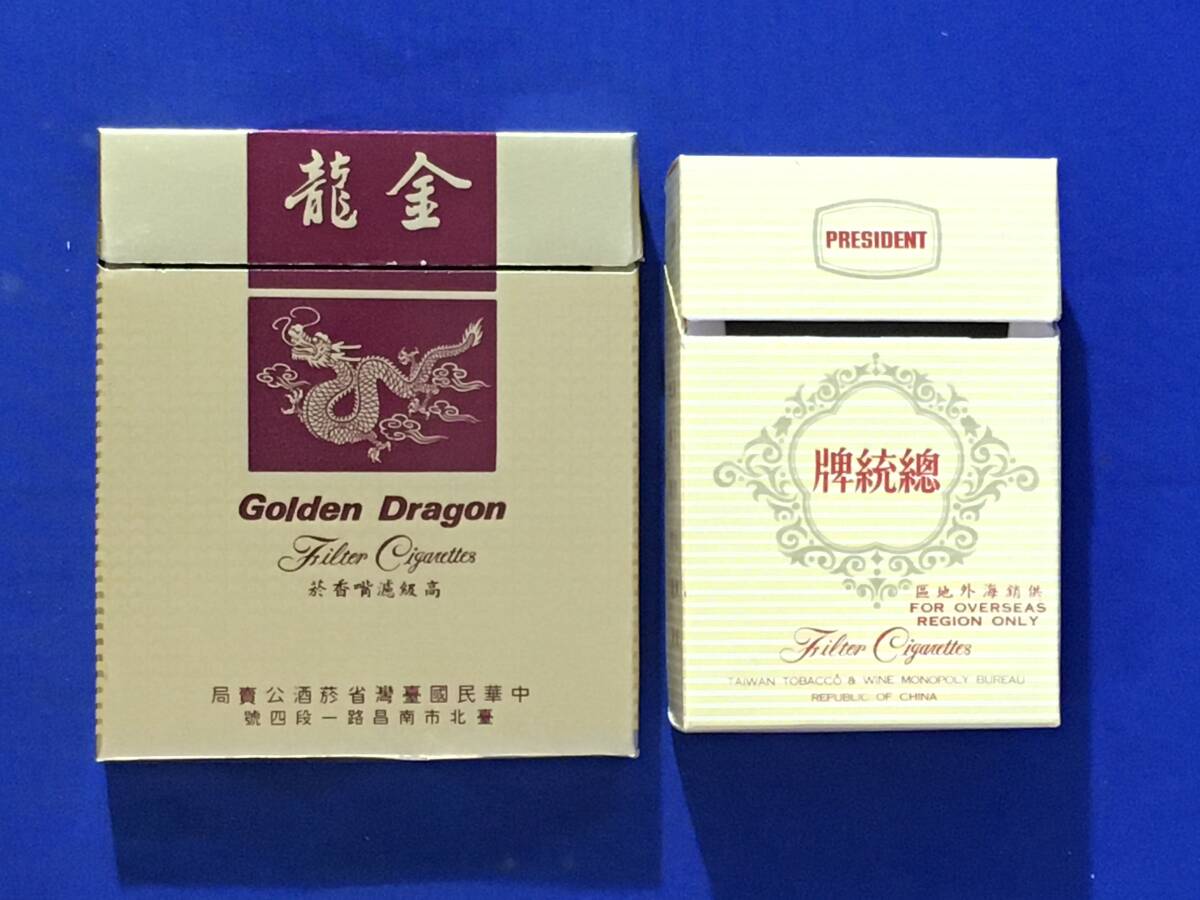 金龍
Golden Dragon
Filter Cigarettes
高級濾嘴香菸
中華民國臺灣省菸酒公賣局
臺北市南昌路一段四號
PRESIDENT
總統牌
供銷海外地區
FOR OVERSEAS
REGION ONLY
Filter Cigarettes
TAIWAN TOBACCO & WINE MONOPOLY BUREAU
REPUBLIC OF CHINA